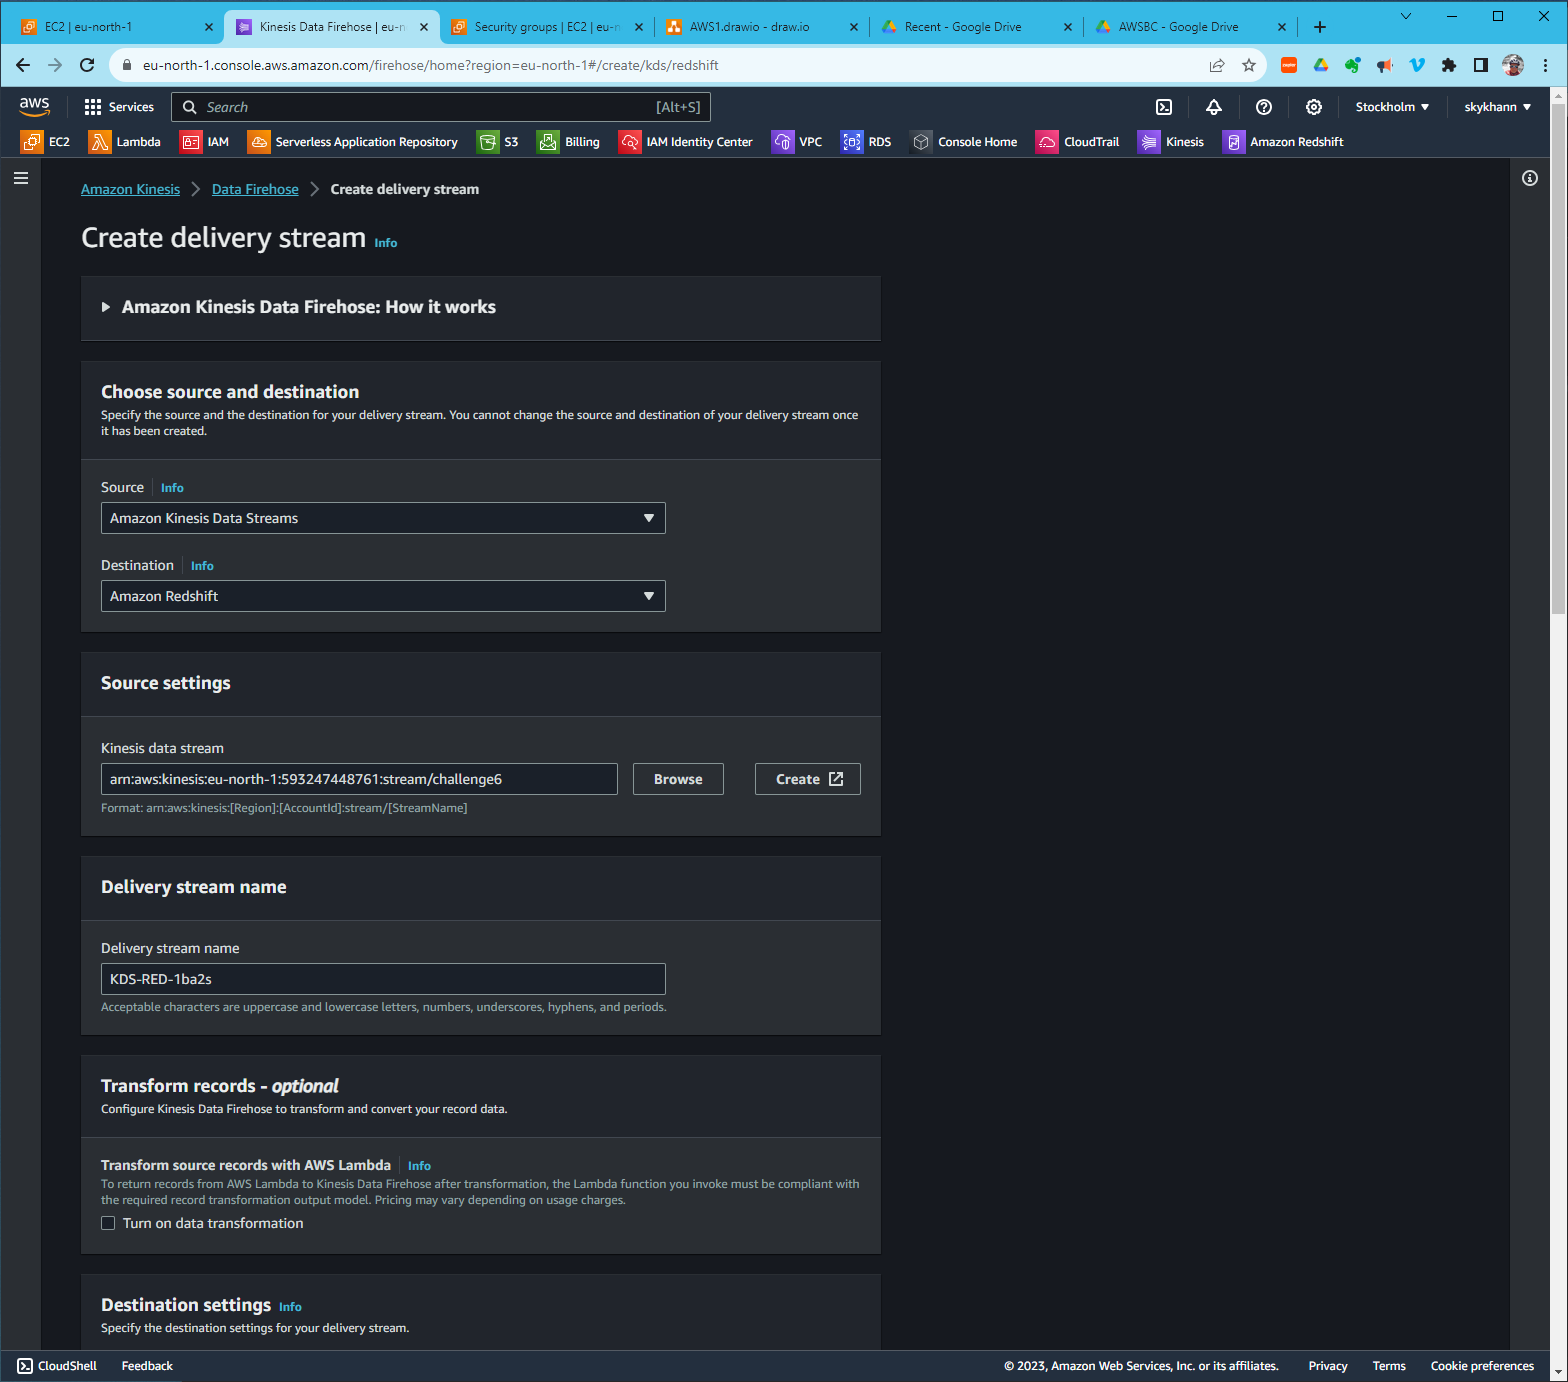 EC2 | eu-north-1
Kinesis Data Firehose | eu-n
Security groups | EC2 | eu-n
AWS1.drawio - draw.io
Recent - Google Drive
AWSBC - Google Drive
eu-north-1.console.aws.amazon.com/firehose/home?region=eu-north-1#/create/kds/redshift
aws
Services
Search
[Alt+S]
Stockholm
skykhann
EC2
Lambda
IAM
Serverless Application Repository
S3
Billing
IAM Identity Center
VPC
RDS
Console Home
CloudTrail
Kinesis
Amazon Redshift
Amazon Kinesis
Data Firehose
Create delivery stream
Create delivery stream Info
Amazon Kinesis Data Firehose: How it works
Choose source and destination
Specify the source and the destination for your delivery stream. You cannot change the source and destination of your delivery stream once
it has been created.
Source Info
Amazon Kinesis Data Streams
Destination Info
Amazon Redshift
Source settings
Kinesis data stream
arn:aws:kinesis:eu-north-1:593247448761:stream/challenge6
Browse
Create
Format: arn:aws:kinesis:[Region]:[AccountId]:stream/[StreamName]
Delivery stream name
Delivery stream name
KDS-RED-1ba2s
Acceptable characters are uppercase and lowercase letters, numbers, underscores, hyphens, and periods.
Transform records - optional
Configure Kinesis Data Firehose to transform and convert your record data.
Transform source records with AWS Lambda Info
To return records from AWS Lambda to Kinesis Data Firehose after transformation, the Lambda function you invoke must be compliant with
the required record transformation output model. Pricing may vary depending on usage charges.
Turn on data transformation
Destination settings Info
Specify the destination settings for your delivery stream.
CloudShell
Feedback
© 2023, Amazon Web Services, Inc. or its affiliates.
Privacy
Terms
Cookie preferences